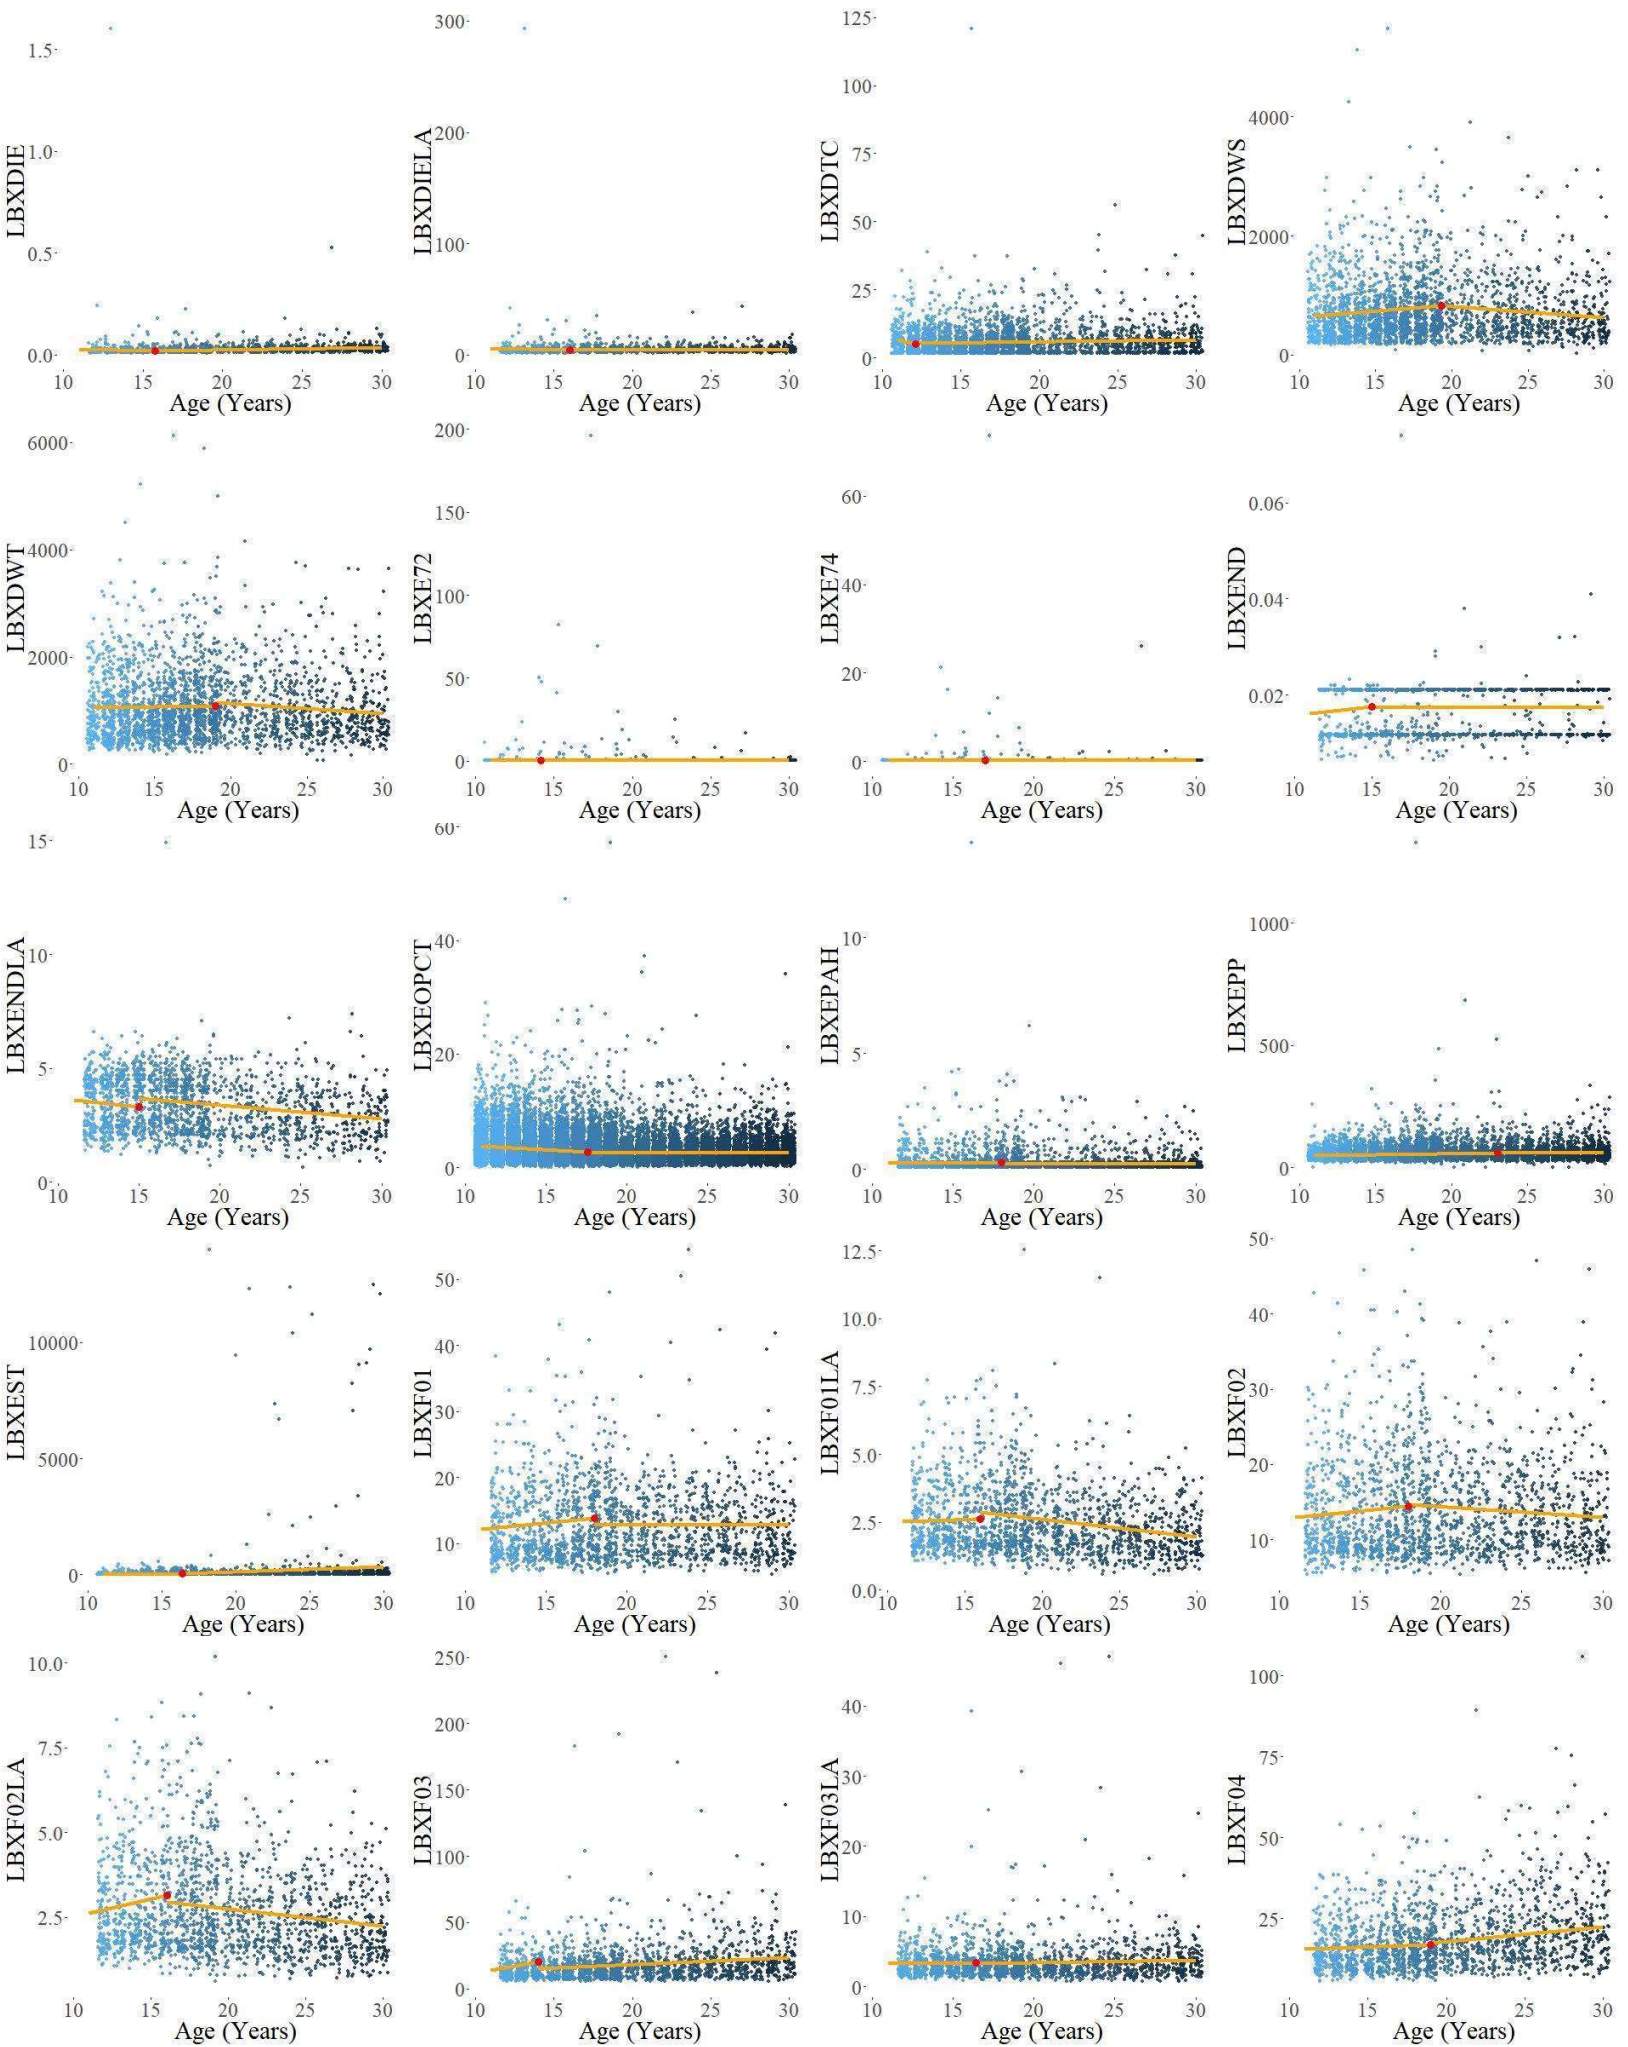 LBXDIE
1.5
1.0
0.5
0.0
10 15 20 25 30
Age (Years)
LBXDIELA
300
200
100
0
10 15 20 25 30
Age (Years)
LBXDTC
125
100
75
50
25
0
10 15 20 25 30
Age (Years)
LBXDWS
4000
2000
0
10 15 20 25 30
Age (Years)
LBXDWT
6000
4000
2000
0
10 15 20 25 30
Age (Years)
LBXE72
200
150
100
50
0
10 15 20 25 30
Age (Years)
LBXE74
60
40
20
0
10 15 20 25 30
Age (Years)
LBXEND
0.06
0.04
0.02
10 15 20 25 30
Age (Years)
LBXENDLA
15
10
5
0
10 15 20 25 30
Age (Years)
LBXEOPCT
60
40
20
0
10 15 20 25 30
Age (Years)
LBXEPAH
10
5
0
10 15 20 25 30
Age (Years)
LBXEPP
1000
500
0
10 15 20 25 30
Age (Years)
LBXEST
10000
5000
0
10 15 20 25 30
Age (Years)
LBXF01
50
40
30
20
10
10 15 20 25 30
Age (Years)
LBXF01LA
12.5
10.0
7.5
5.0
2.5
0.0
10 15 20 25 30
Age (Years)
LBXF02
50
40
30
20
10
10 15 20 25 30
Age (Years)
LBXF02LA
10.0
7.5
5.0
2.5
10 15 20 25 30
Age (Years)
LBXF03
250
200
150
100
50
0
10 15 20 25 30
Age (Years)
LBXF03LA
40
30
20
10
0
10 15 20 25 30
Age (Years)
LBXF04
100
75
50
25
10 15 20 25 30
Age (Years)